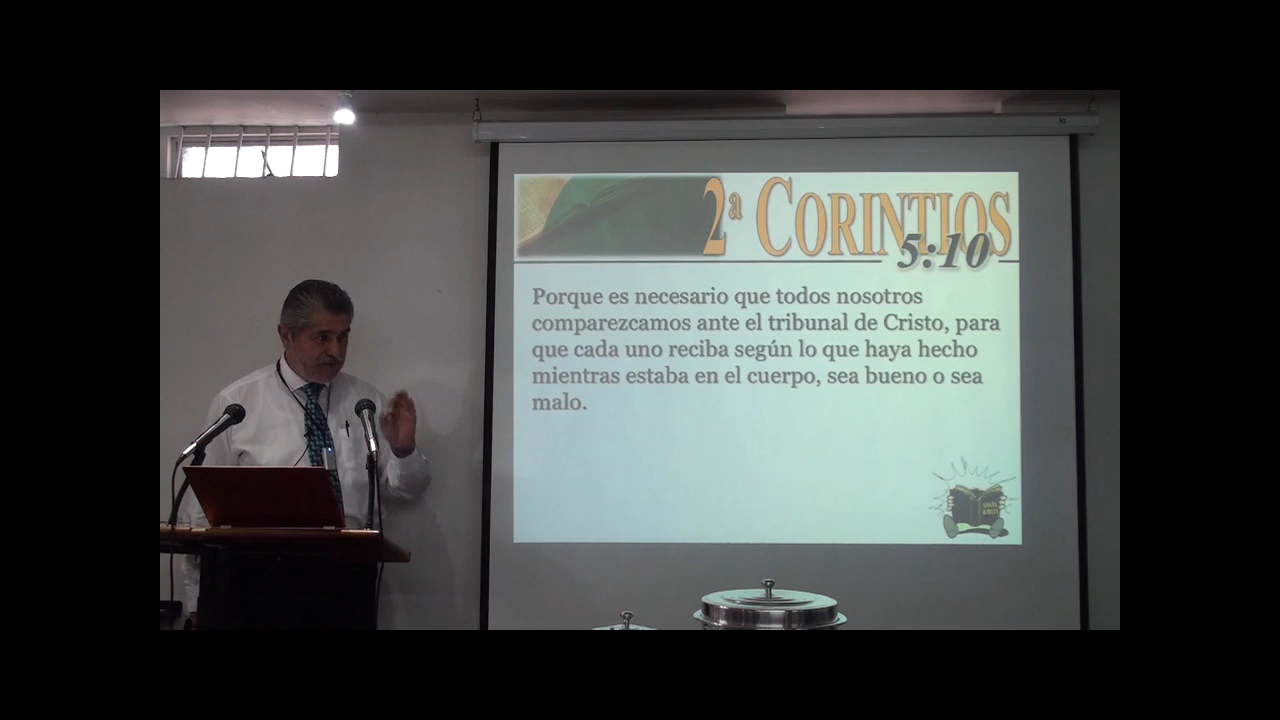 2ª CORINTIOS
5:10
Porque es necesario que todos nosotros
comparezcamos ante el tribunal de Cristo, para
que cada uno reciba según lo que haya hecho
mientras estaba en el cuerpo, sea bueno o sea
malo.